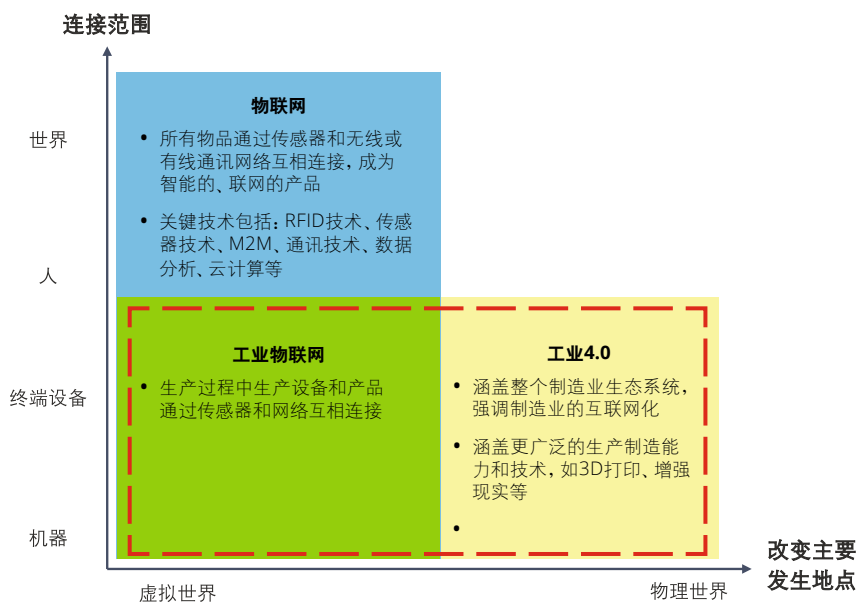 连接范围
世界
人
终端设备
机器
物联网
• 所有物品通过传感器和无线或
有线通讯网络互相连接，成为
智能的、联网的产品
• 关键技术包括：RFID技术、传感
器技术、M2M、通讯技术、数据
分析、云计算等
工业物联网
• 生产过程中生产设备和产品
通过传感器和网络互相连接
工业4.0
• 涵盖整个制造业生态系统，
强调制造业的互联网化
• 涵盖更广泛的生产制造能
力和技术，如3D打印、增强
现实等
•
虚拟世界
物理世界
改变主要
发生地点